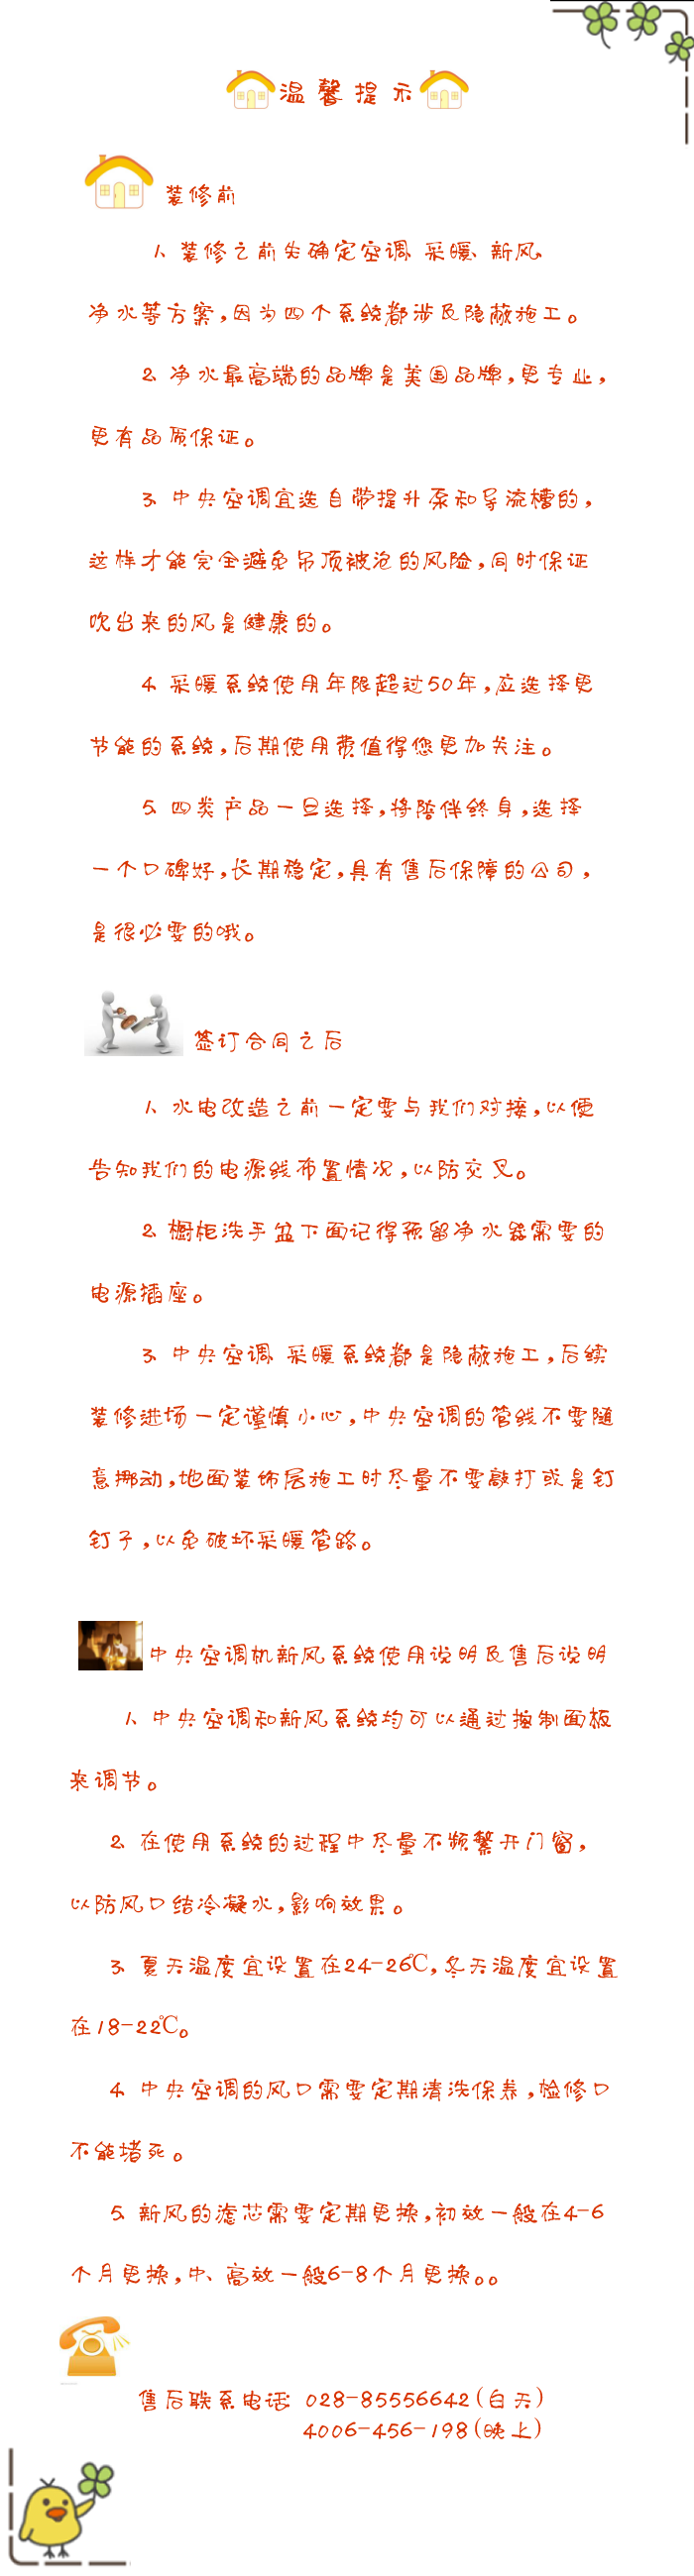 温馨提示
装修前
1、装修之前先确定空调、采暖、新风、
净水等方案,因为四个系统都涉及隐蔽施工。
2、净水最高端的品牌是美国品牌,更专业,
更有品质保证。
3、中央空调宜选自带提升泵和导流槽的,
这样才能完全避免吊顶被泡的风险,同时保证
吹出来的风是健康的。
4、采暖系统使用年限超过50年,应选择更
节能的系统,后期使用费值得您更加关注。
5、四类产品一旦选择,将陪伴终身,选择
一个口碑好,长期稳定,具有售后保障的公司,
是很必要的哦。
签订合同之后
1、水电改造之前一定要与我们对接,以便
告知我们的电源线布置情况,以防交叉。
2、橱柜洗手盆下面记得预留净水器需要的
电源插座。
3、中央空调、采暖系统都是隐蔽施工,后续
装修进场一定谨慎小心,中央空调的管线不要随
意挪动,地面装饰层施工时尽量不要敲打或是钉
钉子,以免破坏采暖管路。
中央空调机新风系统使用说明及售后说明
1、中央空调和新风系统均可以通过控制面板
来调节。
2、在使用系统的过程中尽量不频繁开门窗,
以防风口结冷凝水,影响效果。
3、夏天温度宜设置在24-26℃,冬天温度宜设置
在18-22℃。
4、中央空调的风口需要定期清洗保养,检修口
不能堵死。
5、新风的滤芯需要定期更换,初效一般在4-6
个月更换,中、高效一般6-8个月更换。。
售后联系电话: 028-85556642(白天)
4006-456-198(晚上)